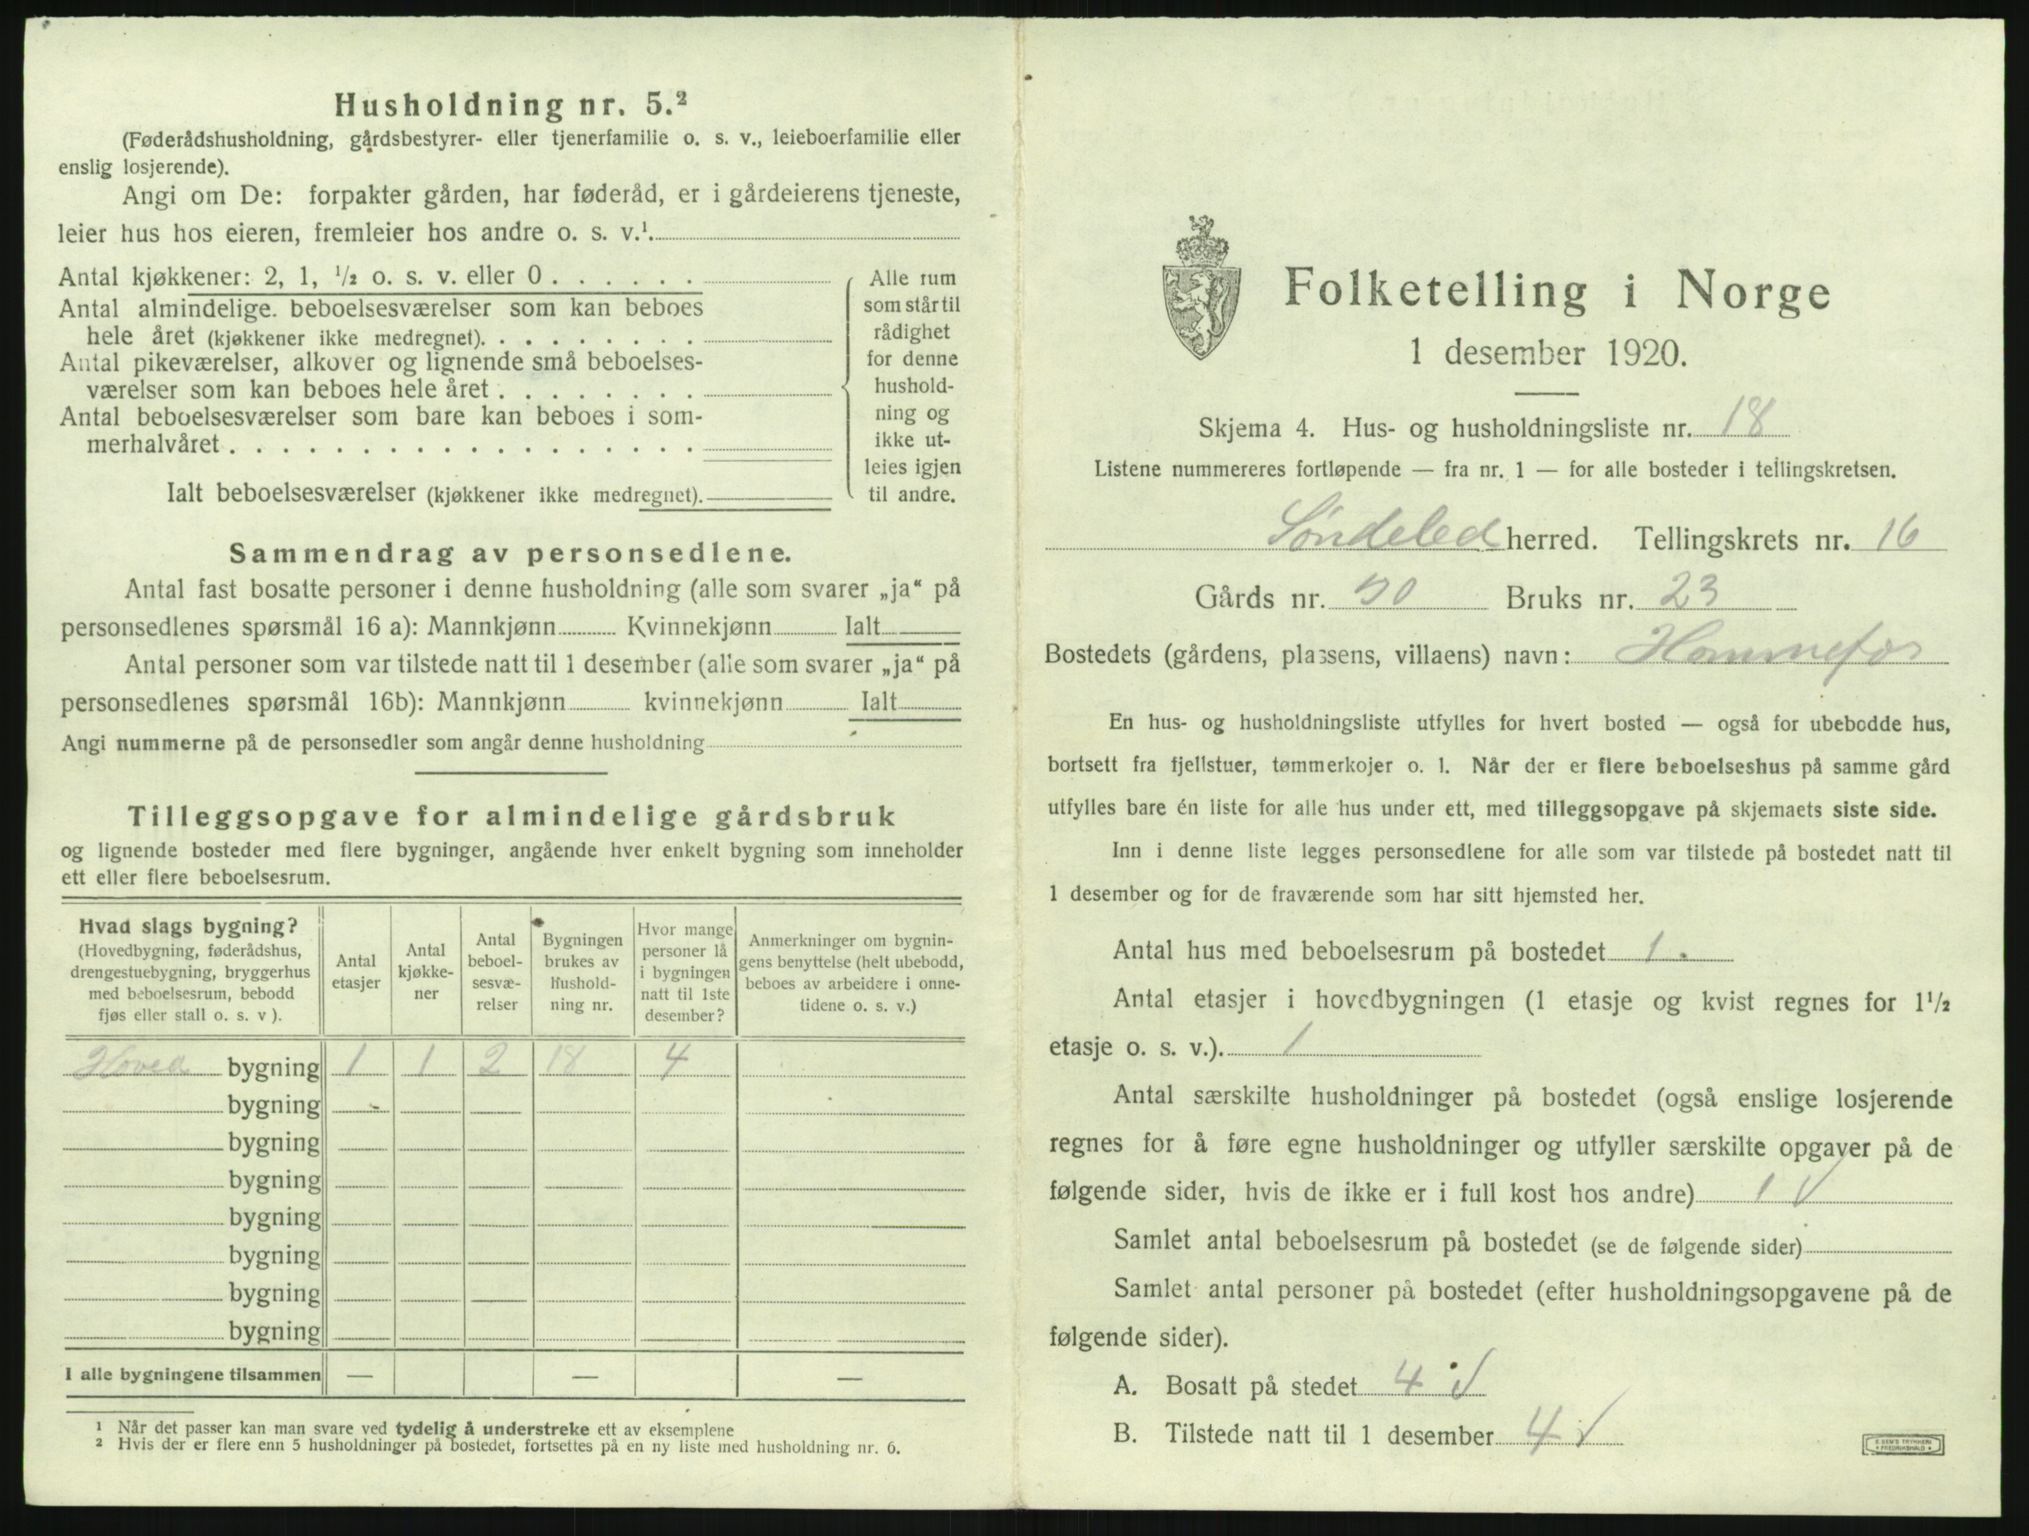 Husholdning nr. 5.²
(Føderådshusholdning, gårdsbestyrer- eller tjenerfamilie o. s. v., leieboerfamilie eller
enslig losjerende).
Angi om De: forpakter gården, har føderåd, er i gårdeierens tjeneste,
leier hus hos eieren, fremleier hos andre o. s. v.¹.
Antal kjøkkener: 2, 1, ½ o. s. v. eller 0 . . . . . .
Antal almindelige. beboelsesværelser som kan beboes
hele året (kjøkkener ikke medregnet). . . . . . . . .
Antal pikeværelser, alkover og lignende små beboelses-
værelser som kan beboes hele året . . . . . . . .
Antal beboelsesværelser som bare kan beboes i som-
merhalvåret . . . . . . . . . . . . . . . . . .
Ialt beboelsesværelser (kjøkkener ikke medregnet).
Alle rum
som står til
rådighet
for denne
hushold-
ning og
ikke ut-
leies igjen
til andre.
Sammendrag av personsedlene.
Antal fast bosatte personer i denne husholdning (alle som svarer „ja“ på
personsedlenes spørsmål 16 a): Mannkjønn Kvinnekjønn Ialt
Antal personer som var tilstede natt til 1 desember (alle som svarer „ja“ på
personsedlenes spørsmål 16b): Mannkjønn kvinnekjønn Ialt
Angi nummerne på de personsedler som angår denne husholdning
Tilleggsopgave for almindelige gårdsbruk
og lignende bosteder med flere bygninger, angående hver enkelt bygning som inneholder
ett eller flere beboelsesrum.
Hvad slags bygning?
(Hovedbygning, føderådshus,
drengestuebygning, bryggerhus
med beboelsesrum, bebodd
fjøs eller stall o. s. v ).
Antal
etasjer
Antal
kjøkke-
ner
Antal
beboel-
sesvæ-
relser
Bygningen
brukes av
hushold-
ning nr.
Hvor mange
personer lå
i bygningen
natt til 1ste
desember?
Anmerkninger om bygnin-
gens benyttelse (helt ubebodd,
beboes av arbeidere i onne-
tidene o. s. v.)
Hoved bygning 1 1 2 18 4
bygning
bygning
bygning
bygning
bygning
bygning
bygning
I alle bygningene tilsammen — — —
¹ Når det passer kan man svare ved tydelig å understreke ett av eksemplene
² Hvis der er flere enn 5 husholdninger på bostedet, fortsettes på en ny liste med husholdning nr. 6.
Folketelling i Norge
1 desember 1920.
Skjema 4. Hus- og husholdningsliste nr. 18
Listene nummereres fortløpende — fra nr. 1 — for alle bosteder i tellingskretsen.
Søndeled herred. Tellingskrets nr. 16
Gårds nr. Bruks nr. 23
Bostedets (gårdens, plassens, villaens) navn:
En hus- og husholdningsliste utfylles for hvert bosted — også for ubebodde hus,
bortsett fra fjellstuer, tømmerkojer o. l. Når der er flere beboelseshus på samme gård
utfylles bare én liste for alle hus under ett, med tilleggsopgave på skjemaets siste side.
Inn i denne liste legges personsedlene for alle som var tilstede på bostedet natt til
1 desember og for de fraværende som har sitt hjemsted her.
Antal hus med beboelsesrum på bostedet 1.
Antal etasjer i hovedbygningen (1 etasje og kvist regnes for 1½
etasje o. s. v.). 1
Antal særskilte husholdninger på bostedet (også enslige losjerende
regnes for å føre egne husholdninger og utfyller særskilte opgaver på de
følgende sider, hvis de ikke er i full kost hos andre) 1
Samlet antal beboelsesrum på bostedet (se de følgende sider)
Samlet antal personer på bostedet (efter husholdningsopgavene på de
følgende sider).
A. Bosatt på stedet 4
B. Tilstede natt til 1 desember 4